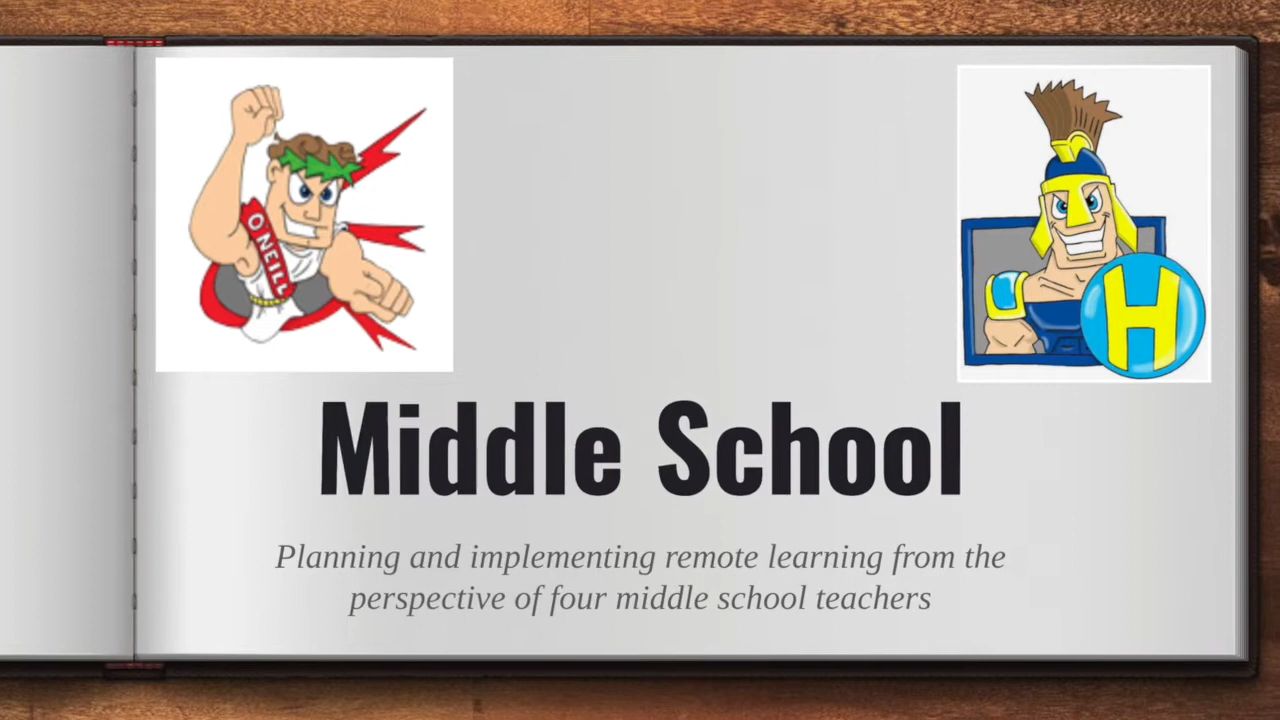 O'NEILL
H
Middle School
Planning and implementing remote learning from the
perspective of four middle school teachers